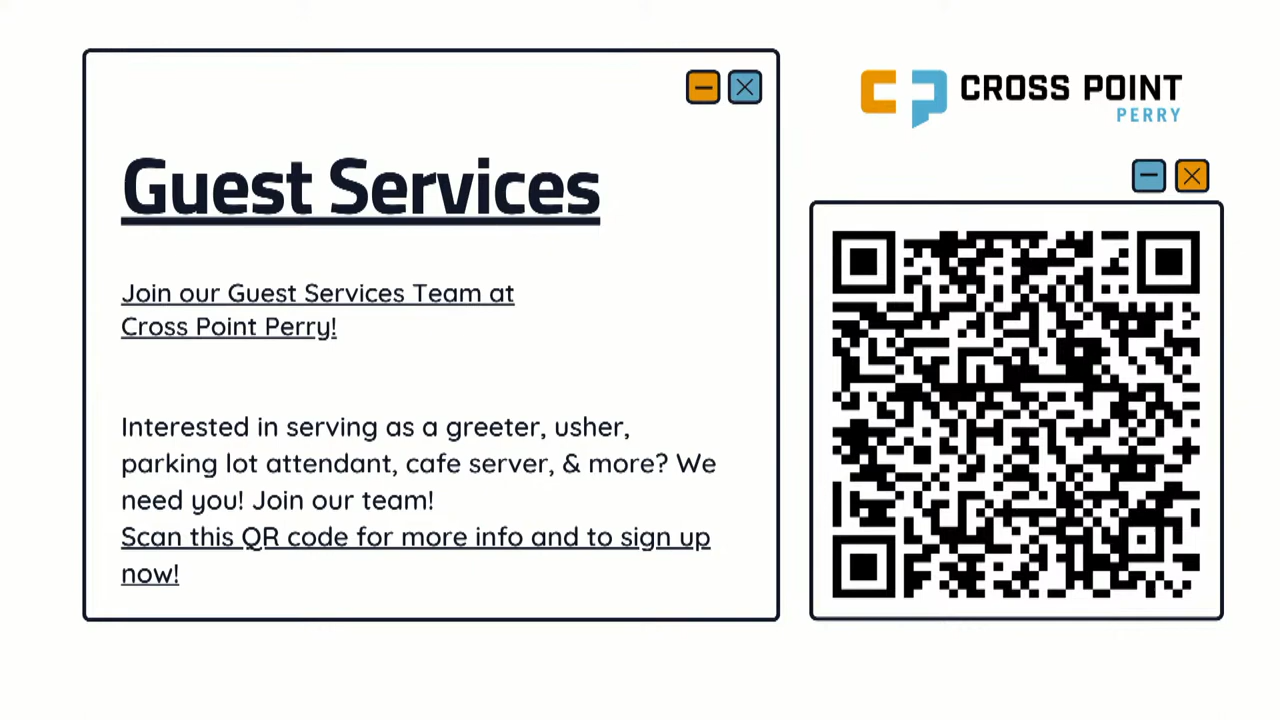 Guest Services
Join our Guest Services Team at
Cross Point Perry!
Interested in serving as a greeter, usher,
parking lot attendant, cafe server, & more? We
need you! Join our team!
Scan this QR code for more info and to sign up
now!
CROSS POINT
PERRY